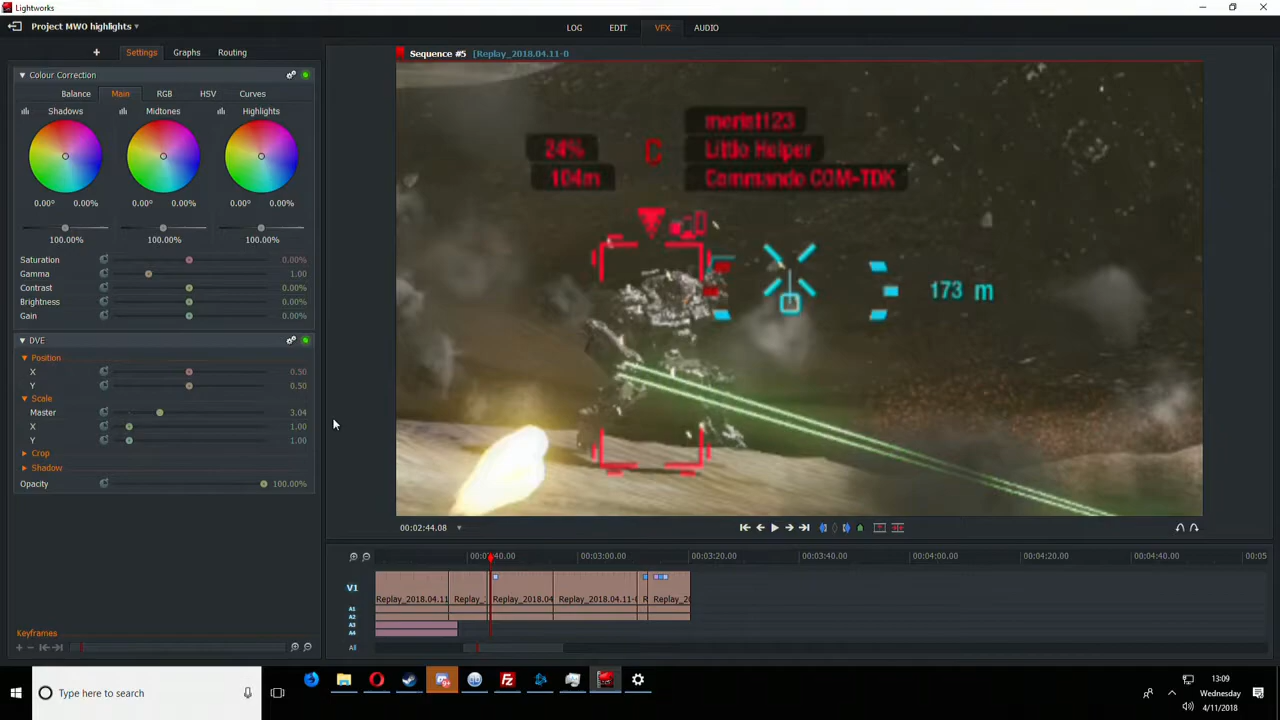 Lightworks
Project MWO highlights
LOG
EDIT
VFX
AUDIO
+
Settings
Graphs
Routing
Sequence #5
[Replay_2018.04.11-0
Colour Correction
Balance
Main
RGB
HSV
Curves
Shadows
Midtones
Highlights
0.00° 0.00%
0.00° 0.00%
0.00° 0.00%
100.00%
100.00%
100.00%
Saturation 0.00%
Gamma 1.00
Contrast 0.00%
Brightness 0.00%
Gain 0.00%
DVE
Position
X 0.50
Y 0.50
Scale
Master 3.04
X 1.00
Y 1.00
Crop
Shadow
Opacity 100.00%
merist123
24%
C
Little Helper
104m
Commando COM-TDK
173 m
00:02:44.08
00:03:00.00
00:03:20.00
00:03:40.00
00:04:00.00
00:04:20.00
00:04:40.00
00:05
V1
Replay_2018.04.11
Replay_
Replay_2018.04
Replay_2018.04.11-
R
Replay_20
A1
A2
A3
A4
All
Keyframes
Type here to search
13:09
Wednesday
4/11/2018